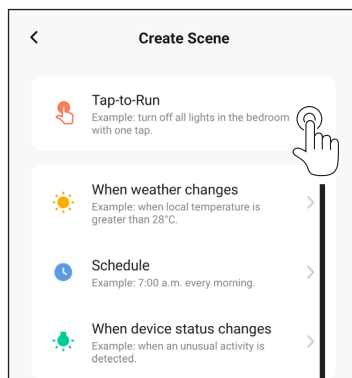 Create Scene
Tap-to-Run
Example: turn off all lights in the bedroom
with one tap.
When weather changes
Example: when local temperature is
greater than 28°C.
Schedule
Example: 7:00 a.m. every morning.
When device status changes
Example: when an unusual activity is
detected.